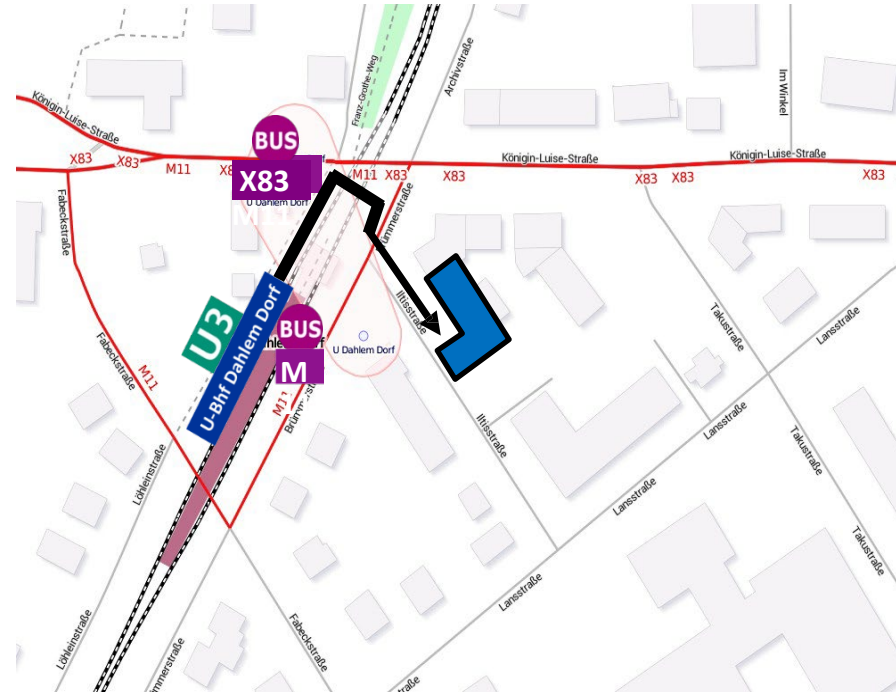 Königin-Luise-Straße
Franz-Grothe-Weg
Archivstraße
Im Winkel
BUS
X83
X83
M11
X83
M11
X83
X83
X83
X83
X83
Königin-Luise-Straße
Königin-Luise-Straße
M11
U Dahlem Dorf
Fabeckstraße
U3
U-Bhf Dahlem Dorf
BUS
M
U Dahlem Dorf
Iltisstraße
Takustraße
Lansstraße
Fabeckstraße
M11
M11
Iltisstraße
Lansstraße
Takustraße
Löhleinstraße
Lansstraße
Takustraße
Lansstraße
Löhleinstraße
Fabeckstraße